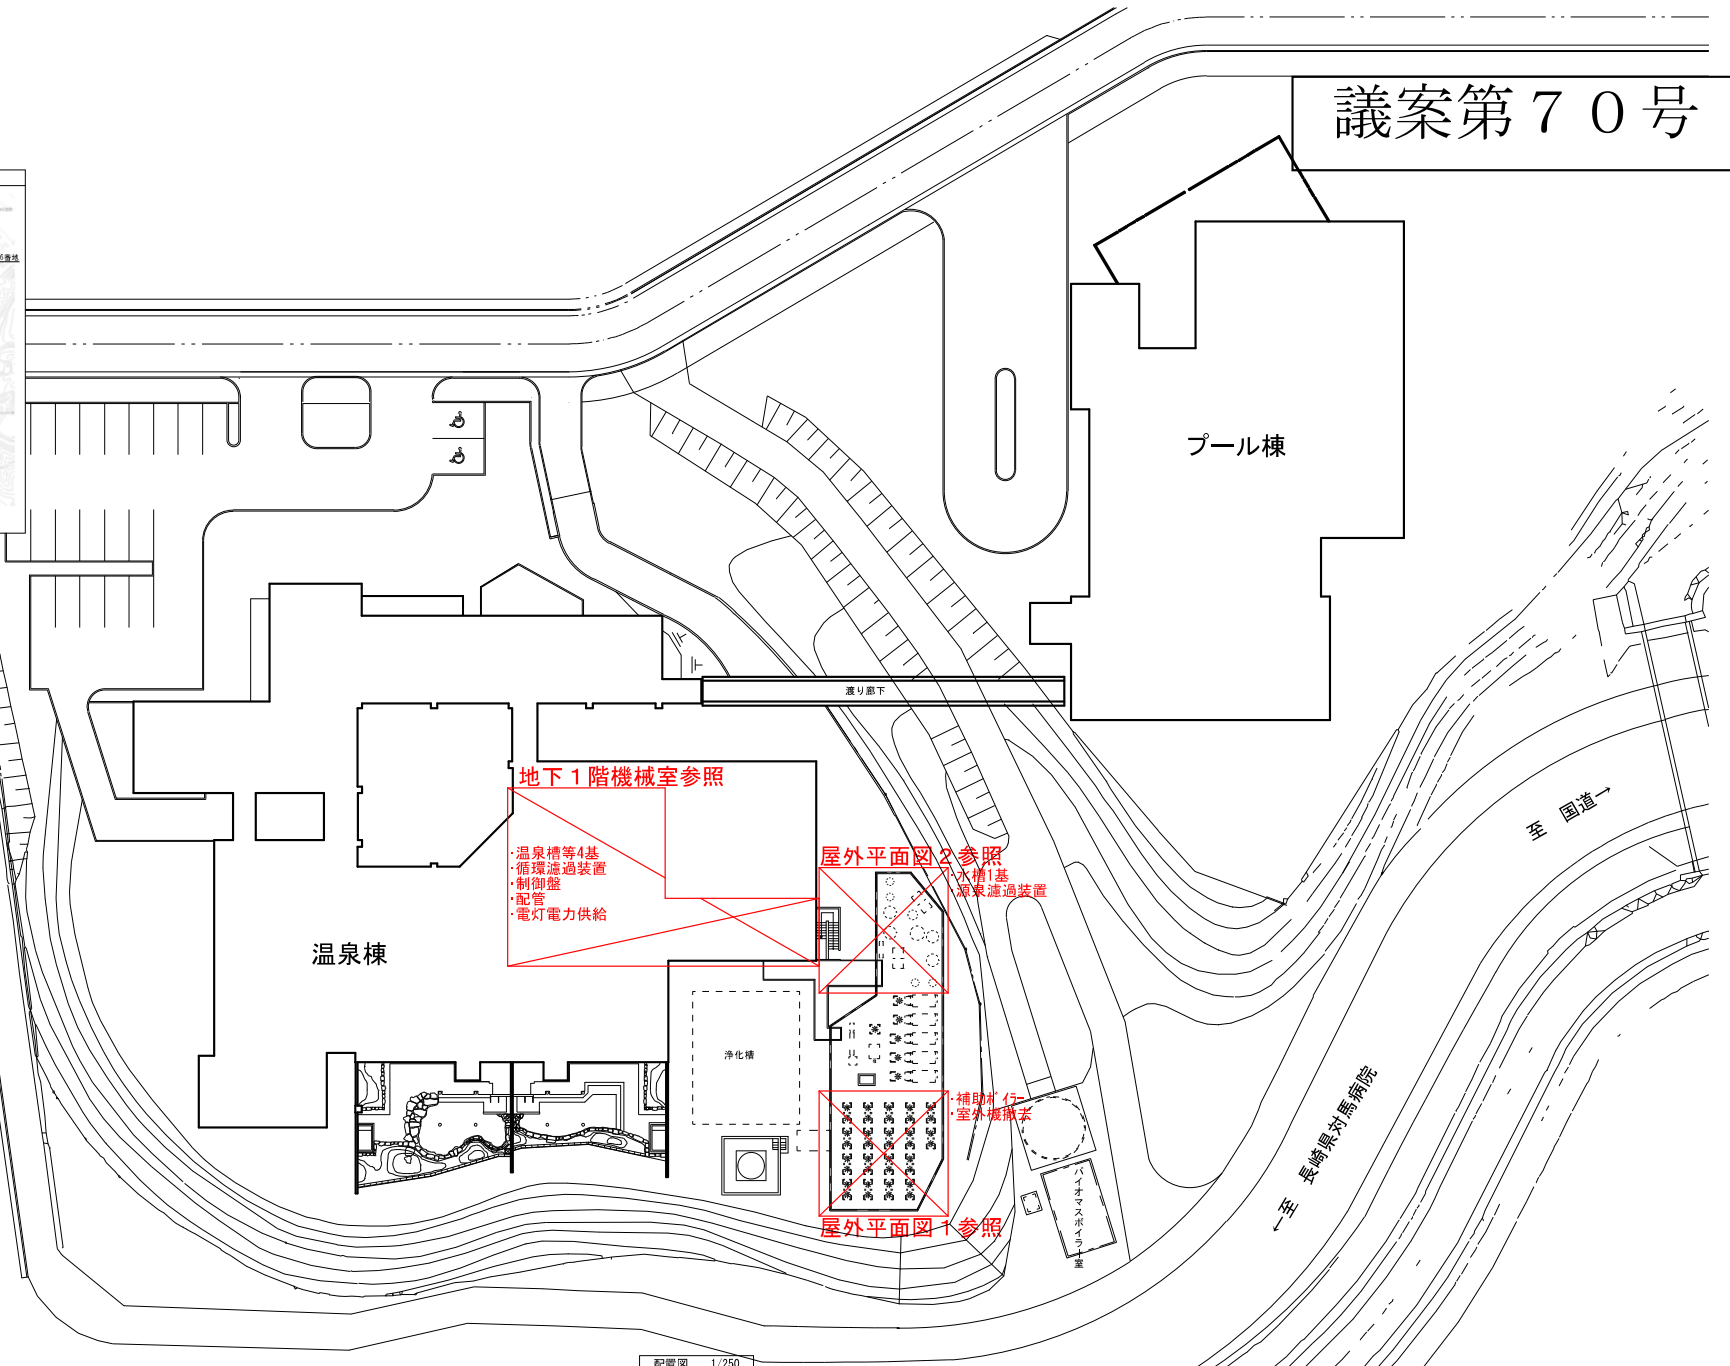 議案第７０号
6番地
プール棟
渡り廊下
地下１階機械室参照
・温泉槽等4基
・循環濾過装置
・制御盤
・配管
・電灯電力供給
屋外平面図２参照
・水槽1基
・源泉濾過装置
温泉棟
浄化槽
・補助ﾎﾞｲﾗｰ
・室外機撤去
屋外平面図１参照
バイオマスボイラー室
至　国道→
←至　長崎県対馬病院
配置図　1/250